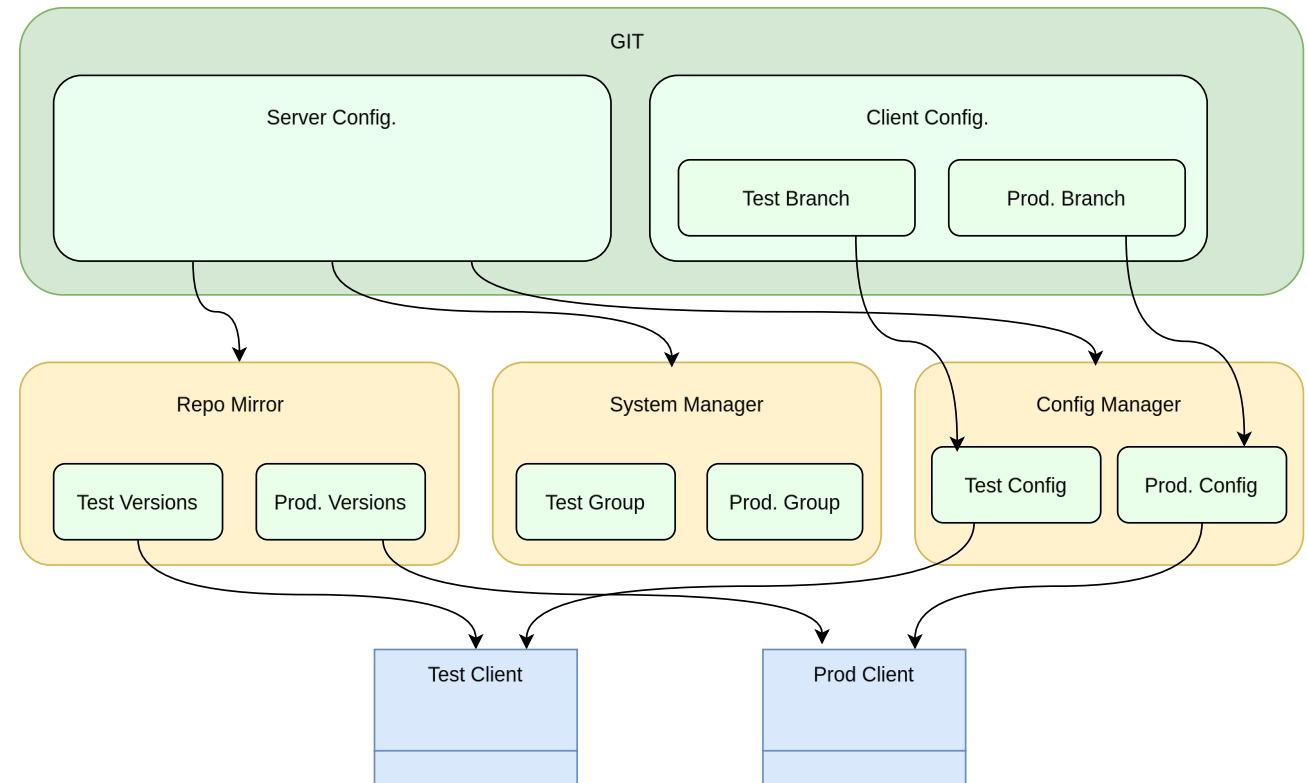 GIT
Server Config.
Client Config.
Test Branch
Prod. Branch
Repo Mirror
System Manager
Config Manager
Test Versions
Prod. Versions
Test Group
Prod. Group
Test Config
Prod. Config
Test Client
Prod Client